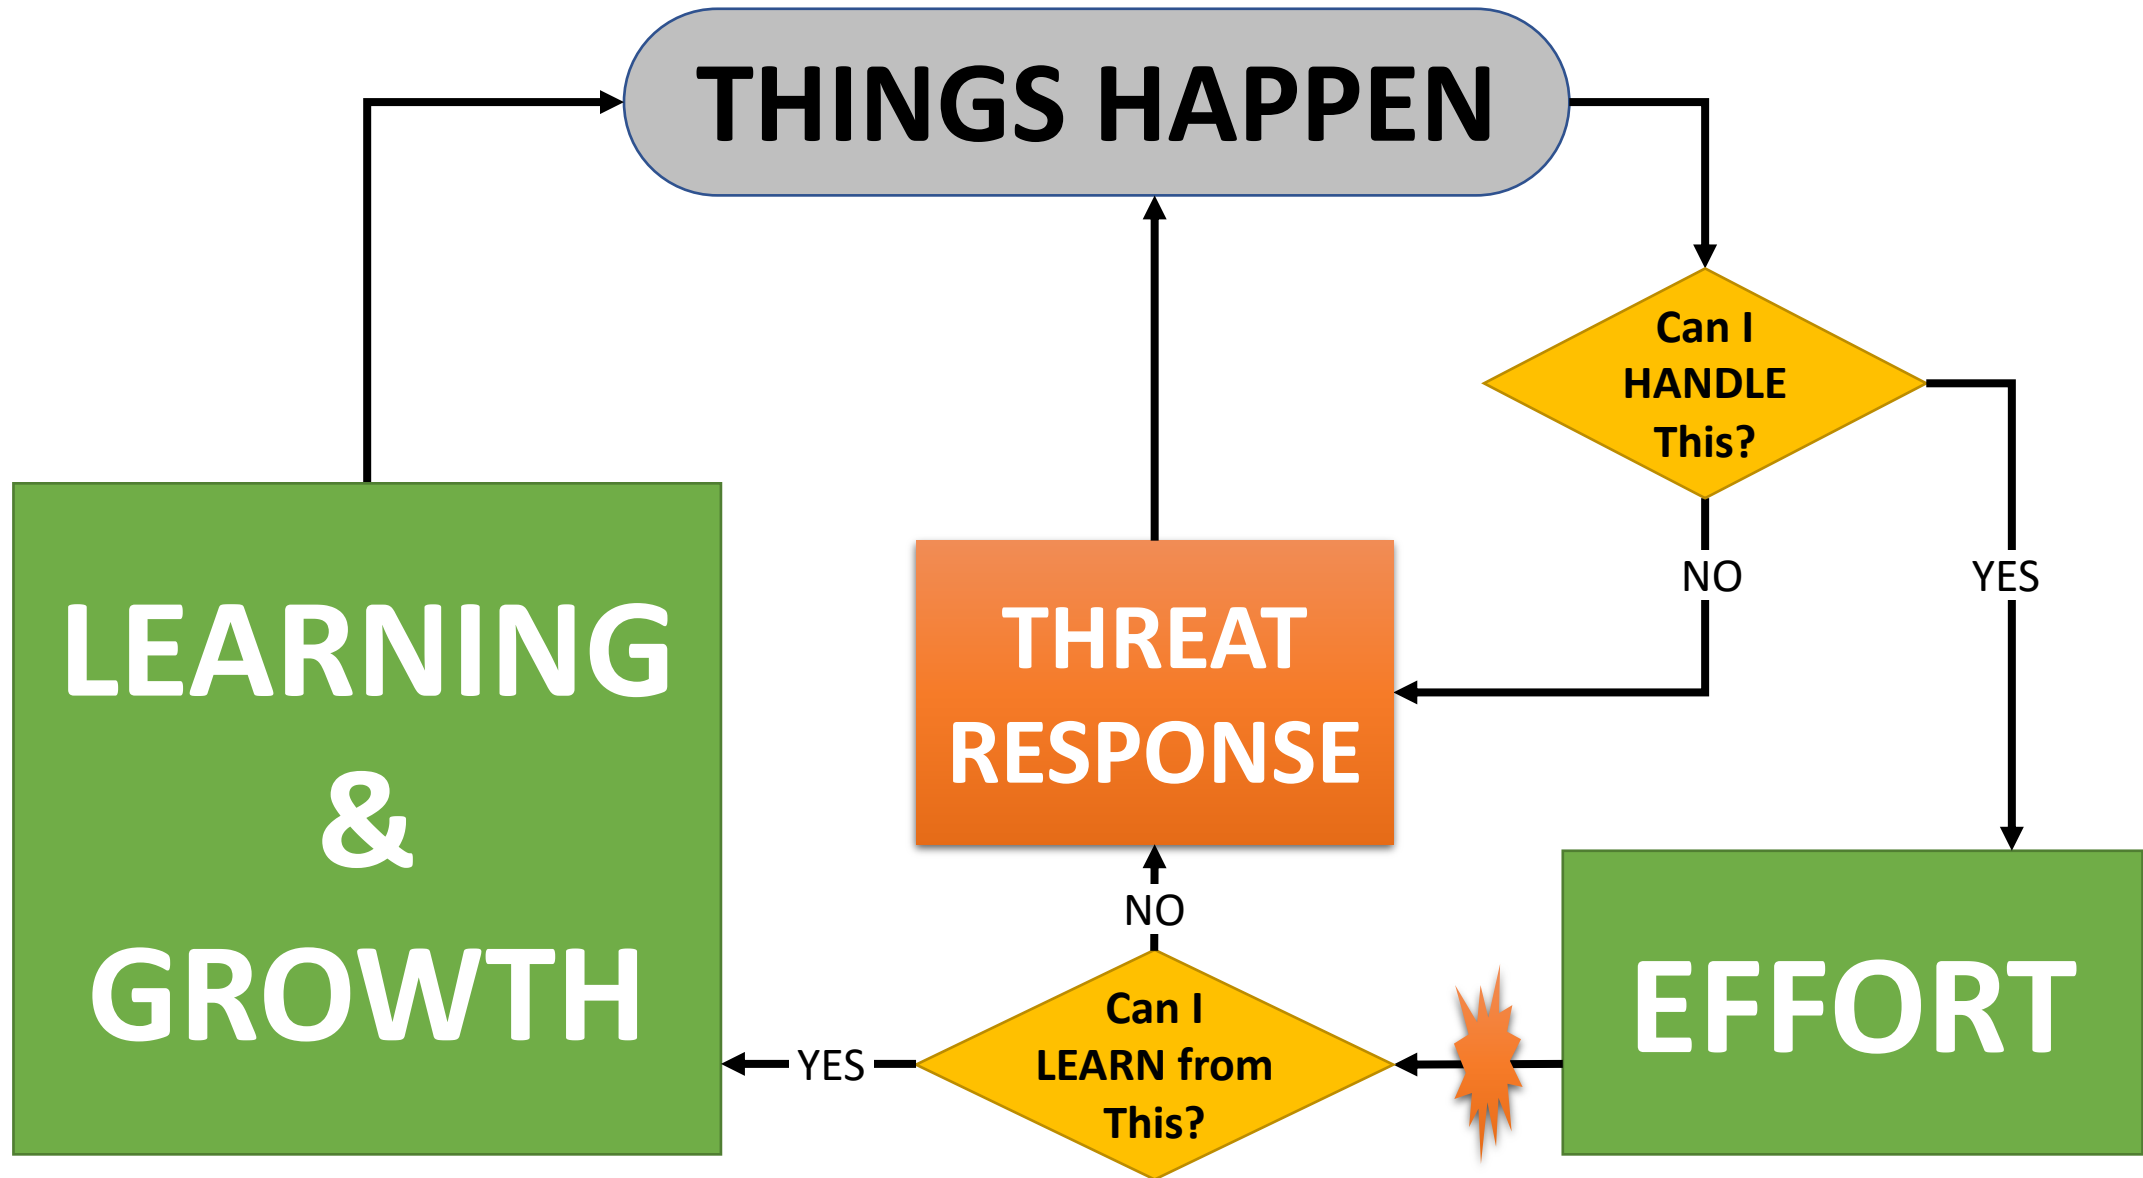 THINGS HAPPEN
Can I
HANDLE
This?
NO
YES
THREAT
RESPONSE
LEARNING
&
GROWTH
NO
EFFORT
Can I
LEARN from
This?
YES